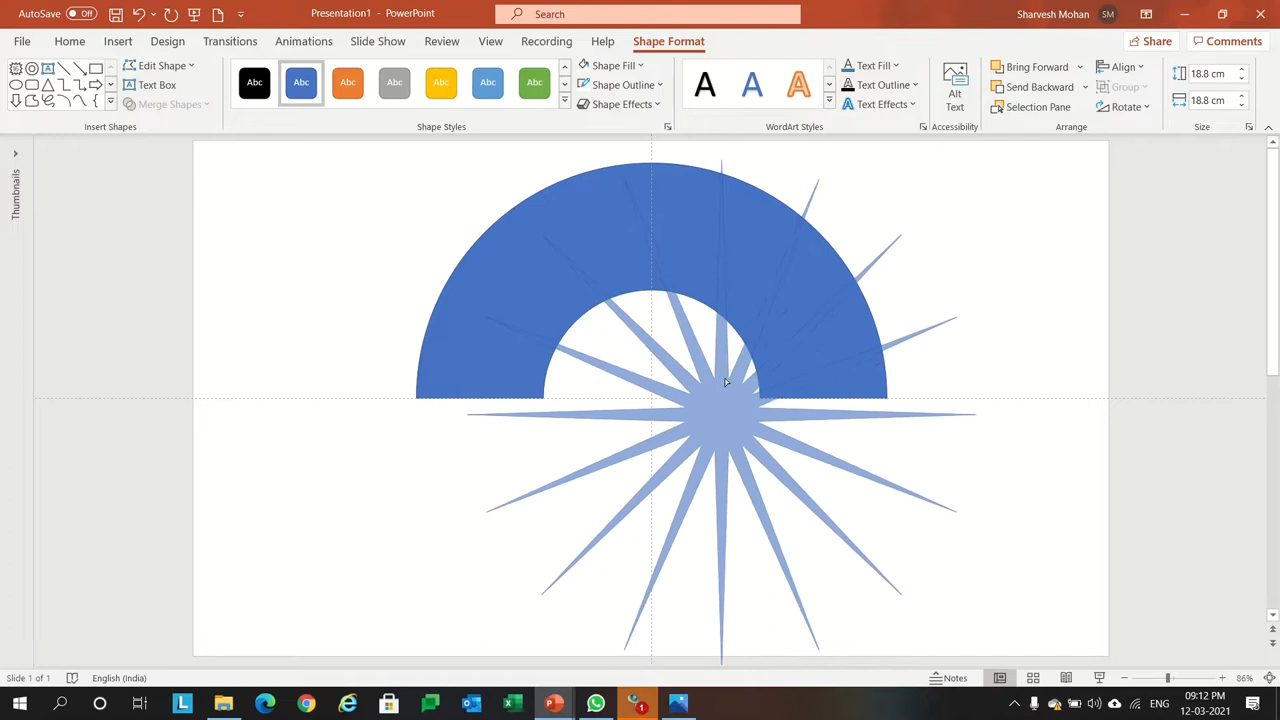 AutoSave Off Presentation1 - PowerPoint Search Sharvesh Mohan SM
File Home Insert Design Transitions Animations Slide Show Review View Recording Help Shape Format Share Comments
Edit Shape Text Box Merge Shapes Insert Shapes
Abc Abc Abc Abc Abc Abc Abc Shape Styles
Shape Fill Shape Outline Shape Effects
A A A WordArt Styles
Text Fill Text Outline Text Effects
Alt Text Accessibility
Bring Forward Send Backward Selection Pane Align Group Rotate Arrange
18.8 cm 18.8 cm Size
Thumbnails
Slide 1 of 1 English (India) Notes 86%
ENG 09:12 PM 12-03-2021